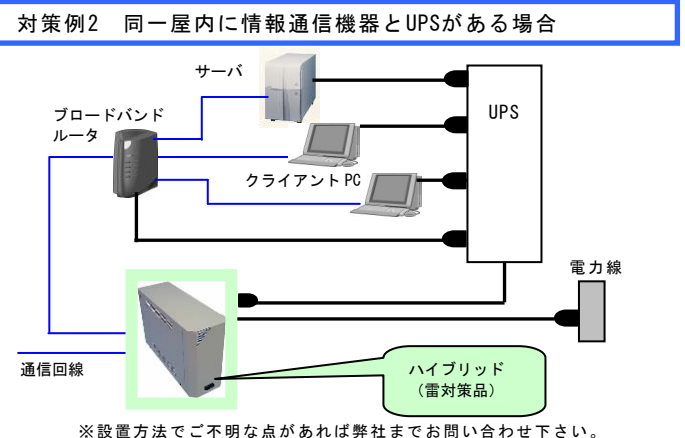 対策例2　同一屋内に情報通信機器とUPSがある場合
サーバ
ブロードバンド
ルータ
UPS
クライアント PC
電力線
通信回線
ハイブリッド
（雷対策品）
※設置方法でご不明な点があれば弊社までお問い合わせ下さい。